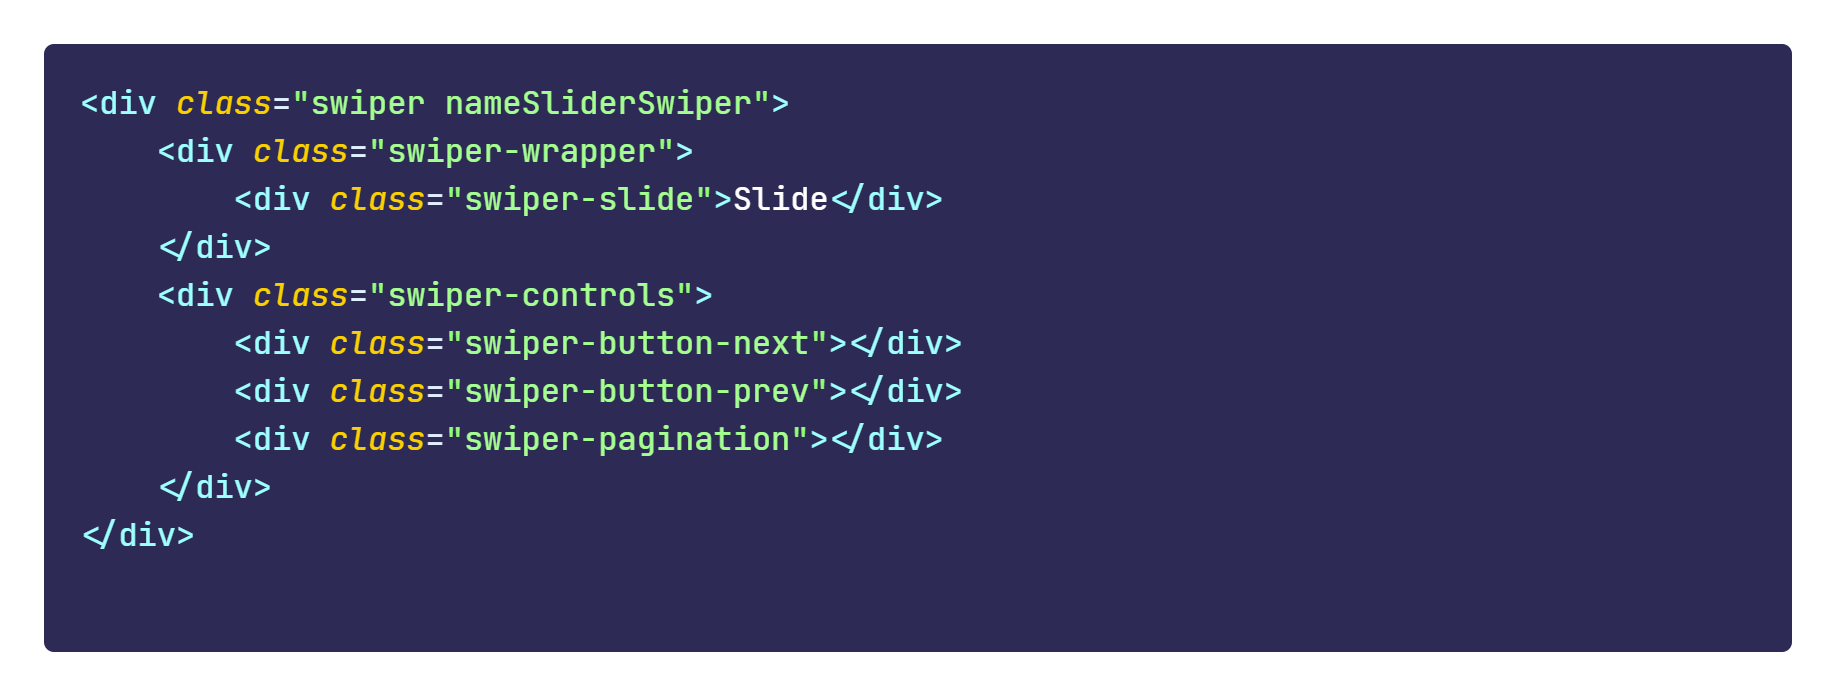 <div class="swiper nameSliderSwiper">
    <div class="swiper-wrapper">
        <div class="swiper-slide">Slide</div>
    </div>
    <div class="swiper-controls">
        <div class="swiper-button-next"></div>
        <div class="swiper-button-prev"></div>
        <div class="swiper-pagination"></div>
    </div>
</div>